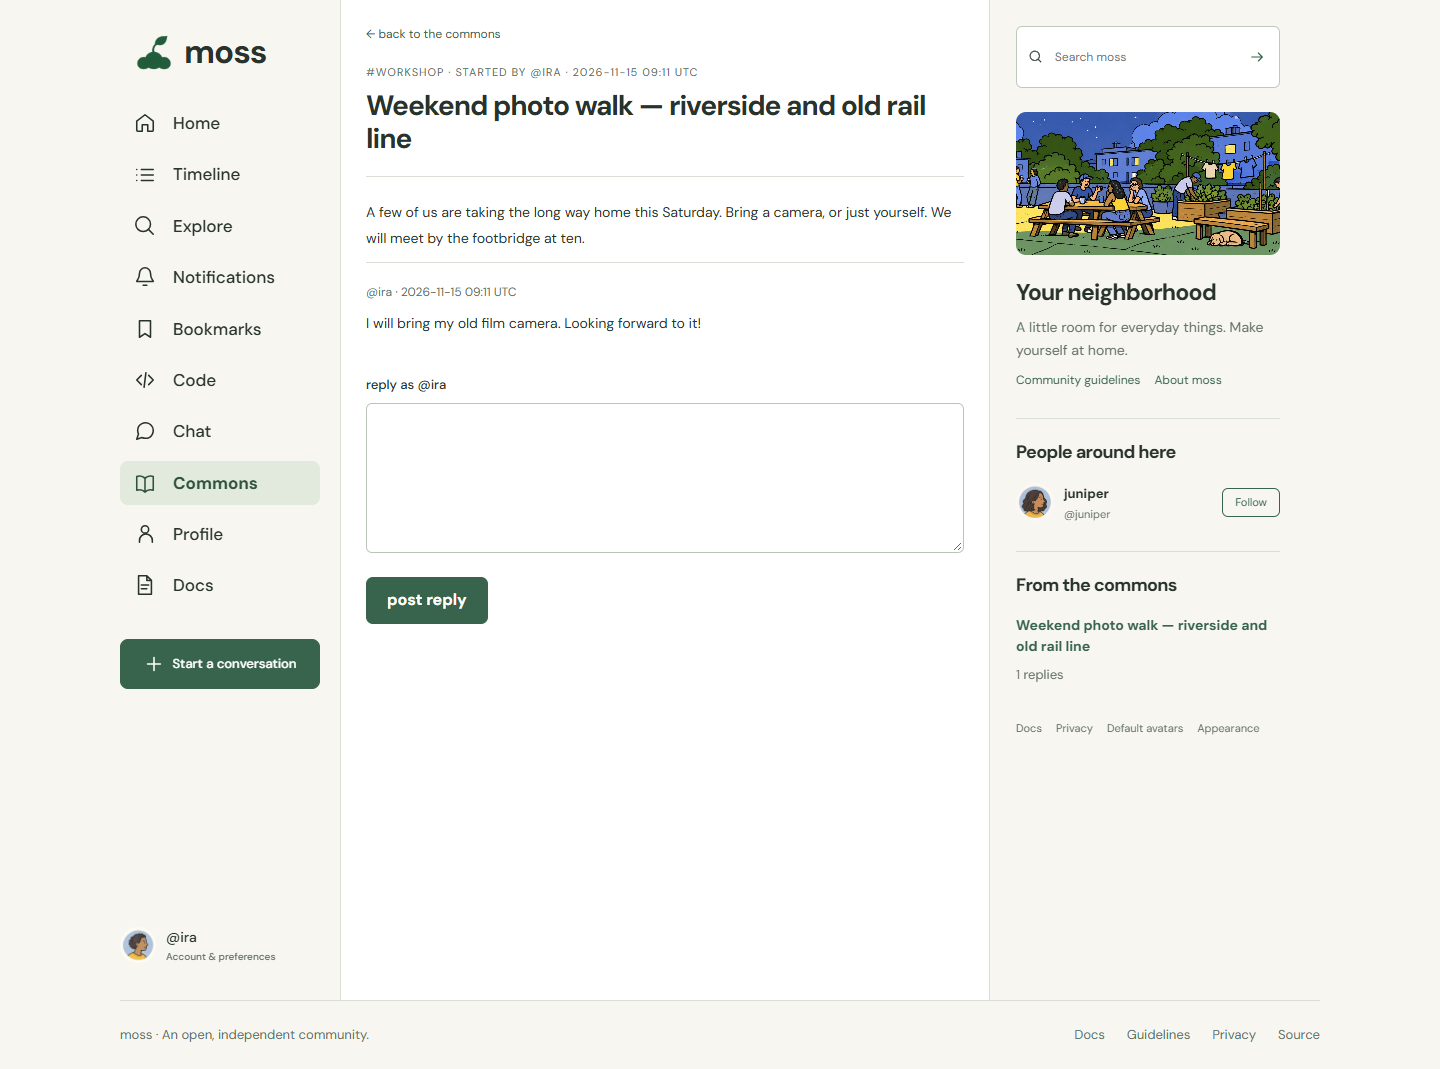 moss
Home
Timeline
Explore
Notifications
Bookmarks
Code
Chat
Commons
Profile
Docs
Start a conversation
@ira
Account & preferences
← back to the commons
#WORKSHOP · STARTED BY @IRA · 2026-11-15 09:11 UTC
Weekend photo walk — riverside and old rail
line
A few of us are taking the long way home this Saturday. Bring a camera, or just yourself. We
will meet by the footbridge at ten.
@ira · 2026-11-15 09:11 UTC
I will bring my old film camera. Looking forward to it!
reply as @ira
post reply
Search moss
Your neighborhood
A little room for everyday things. Make
yourself at home.
Community guidelines About moss
People around here
juniper
@juniper
Follow
From the commons
Weekend photo walk — riverside and
old rail line
1 replies
Docs Privacy Default avatars Appearance
moss · An open, independent community.
Docs Guidelines Privacy Source